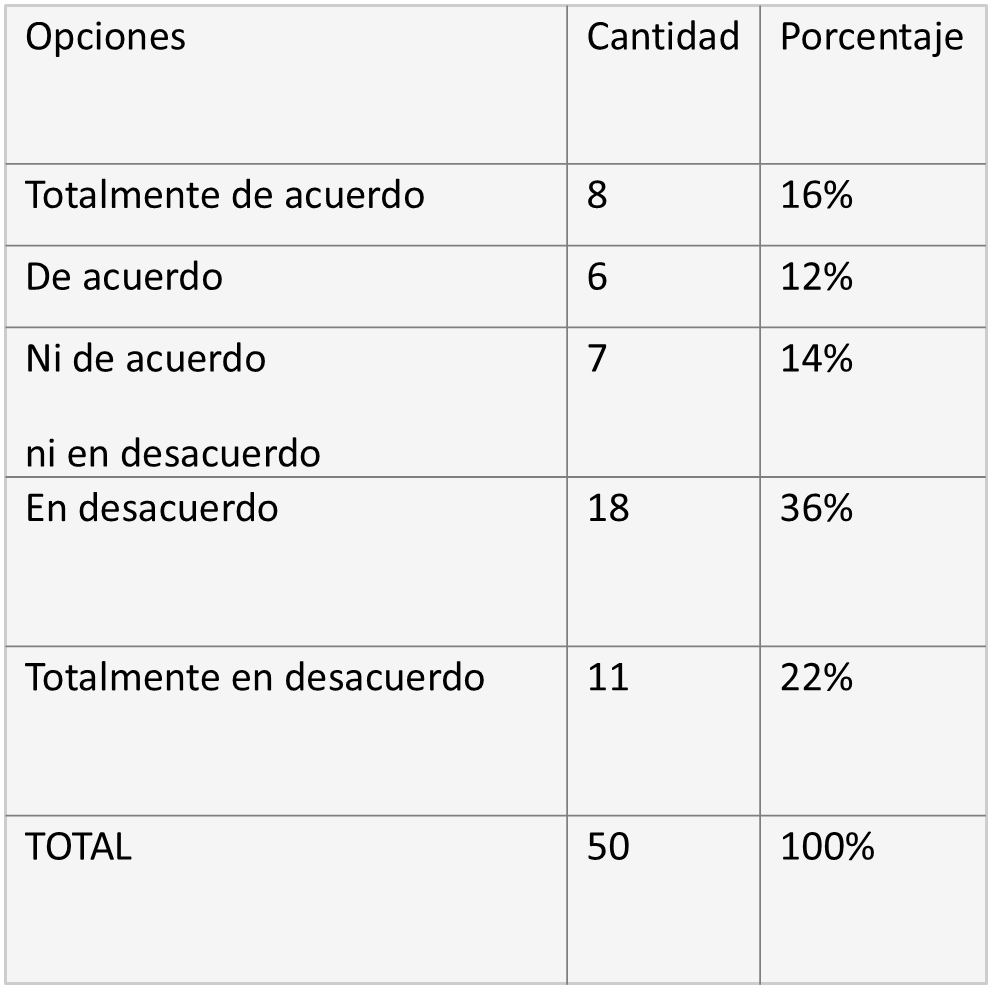 Opciones Cantidad Porcentaje
Totalmente de acuerdo 8 16%
De acuerdo 6 12%
Ni de acuerdo 7 14%
ni en desacuerdo
En desacuerdo 18 36%
Totalmente en desacuerdo 11 22%
TOTAL 50 100%